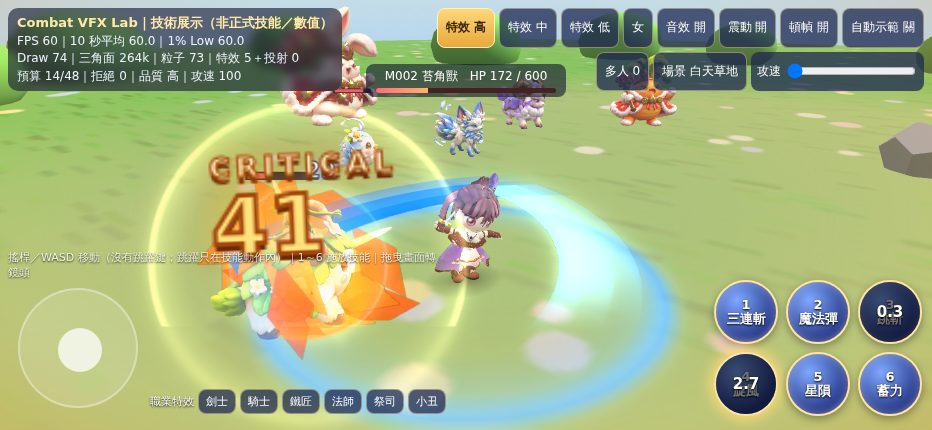 Combat VFX Lab｜技術展示（非正式技能／數值）
FPS 60｜10 秒平均 60.0｜1% Low 60.0
Draw 74｜三角面 264k｜粒子 73｜特效 5＋投射 0
預算 14/48｜拒絕 0｜品質 高｜攻速 100
特效 高
特效 中
特效 低
女
音效 開
震動 開
頓幀 開
自動示範 關
多人 0
場景 白天草地
攻速
M002 苔角獸 HP 172 / 600
CRITICAL
41
搖桿／WASD 移動（沒有跳躍鍵；跳躍只在技能動作內）｜1～6 施放技能｜拖曳畫面轉
鏡頭
1
三連斬
2
魔法彈
0.3
2.7
旋風
5
星隕
6
蓄力
職業特效
劍士
騎士
鐵匠
法師
祭司
小丑